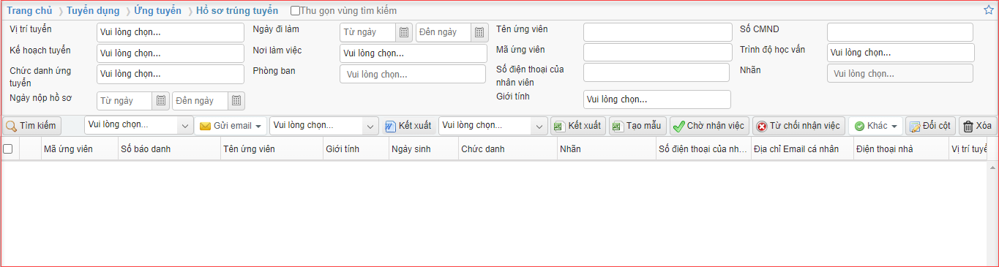 Trang chủ Tuyển dụng Ứng tuyển Hồ sơ trúng tuyển Thu gọn vùng tìm kiếm
Vị trí tuyển Vui lòng chọn... Ngày đi làm Từ ngày Đến ngày Tên ứng viên Số CMND
Kế hoạch tuyển Vui lòng chọn... Nơi làm việc Vui lòng chọn... Mã ứng viên Trình độ học vấn Vui lòng chọn...
Chức danh ứng tuyển Vui lòng chọn... Phòng ban Vui lòng chọn... Số điện thoại của nhân viên Nhãn Vui lòng chọn...
Ngày nộp hồ sơ Từ ngày Đến ngày Giới tính Vui lòng chọn...
Tìm kiếm Vui lòng chọn... Gửi email Vui lòng chọn... Kết xuất Vui lòng chọn... Kết xuất Tạo mẫu Chờ nhận việc Từ chối nhận việc Khác Đổi cột Xóa
Mã ứng viên Số báo danh Tên ứng viên Giới tính Ngày sinh Chức danh Nhãn Số điện thoại của nh... Địa chỉ Email cá nhân Điện thoại nhà Vị trí tuyể